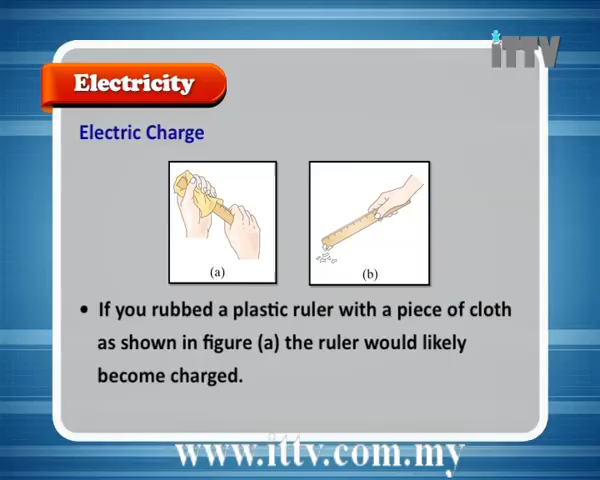 iTTV
Electricity
Electric Charge
(a)
(b)
• If you rubbed a plastic ruler with a piece of cloth
as shown in figure (a) the ruler would likely
become charged.
www.ittv.com.my